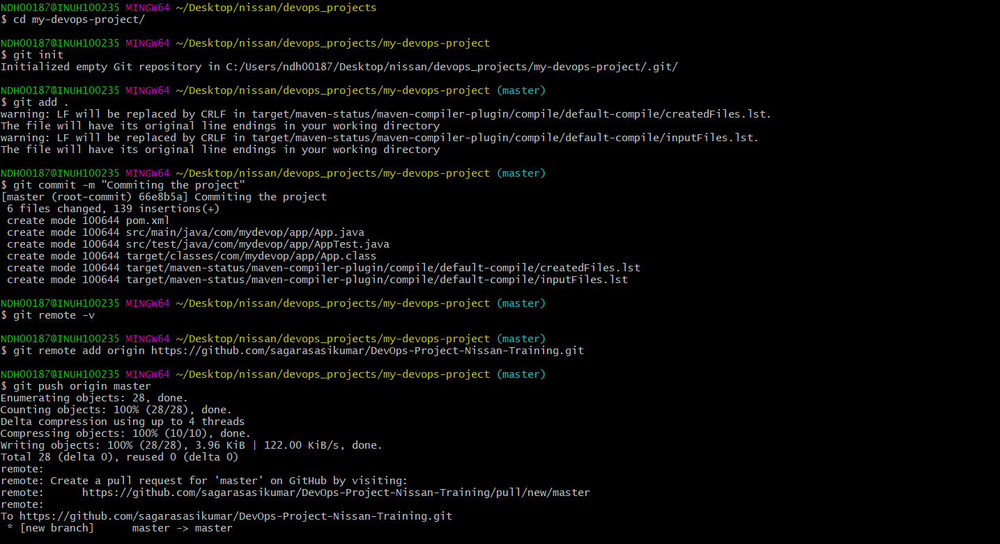 NDH00187@INUH100235 MINGW64 ~/Desktop/nissan/devops_projects
$ cd my-devops-project/
NDH00187@INUH100235 MINGW64 ~/Desktop/nissan/devops_projects/my-devops-project
$ git init
Initialized empty Git repository in C:/Users/ndh00187/Desktop/nissan/devops_projects/my-devops-project/.git/
NDH00187@INUH100235 MINGW64 ~/Desktop/nissan/devops_projects/my-devops-project (master)
$ git add .
warning: LF will be replaced by CRLF in target/maven-status/maven-compiler-plugin/compile/default-compile/createdFiles.lst.
The file will have its original line endings in your working directory
warning: LF will be replaced by CRLF in target/maven-status/maven-compiler-plugin/compile/default-compile/inputFiles.lst.
The file will have its original line endings in your working directory
NDH00187@INUH100235 MINGW64 ~/Desktop/nissan/devops_projects/my-devops-project (master)
$ git commit -m "Commiting the project"
[master (root-commit) 66e8b5a] Commiting the project
 6 files changed, 139 insertions(+)
 create mode 100644 pom.xml
 create mode 100644 src/main/java/com/mydevop/app/App.java
 create mode 100644 src/test/java/com/mydevop/app/AppTest.java
 create mode 100644 target/classes/com/mydevop/app/App.class
 create mode 100644 target/maven-status/maven-compiler-plugin/compile/default-compile/createdFiles.lst
 create mode 100644 target/maven-status/maven-compiler-plugin/compile/default-compile/inputFiles.lst
NDH00187@INUH100235 MINGW64 ~/Desktop/nissan/devops_projects/my-devops-project (master)
$ git remote -v
NDH00187@INUH100235 MINGW64 ~/Desktop/nissan/devops_projects/my-devops-project (master)
$ git remote add origin https://github.com/sagarasasikumar/DevOps-Project-Nissan-Training.git
NDH00187@INUH100235 MINGW64 ~/Desktop/nissan/devops_projects/my-devops-project (master)
$ git push origin master
Enumerating objects: 28, done.
Counting objects: 100% (28/28), done.
Delta compression using up to 4 threads
Compressing objects: 100% (10/10), done.
Writing objects: 100% (28/28), 3.96 KiB | 122.00 KiB/s, done.
Total 28 (delta 0), reused 0 (delta 0)
remote:
remote: Create a pull request for 'master' on GitHub by visiting:
remote:      https://github.com/sagarasasikumar/DevOps-Project-Nissan-Training/pull/new/master
remote:
To https://github.com/sagarasasikumar/DevOps-Project-Nissan-Training.git
 * [new branch]      master -> master